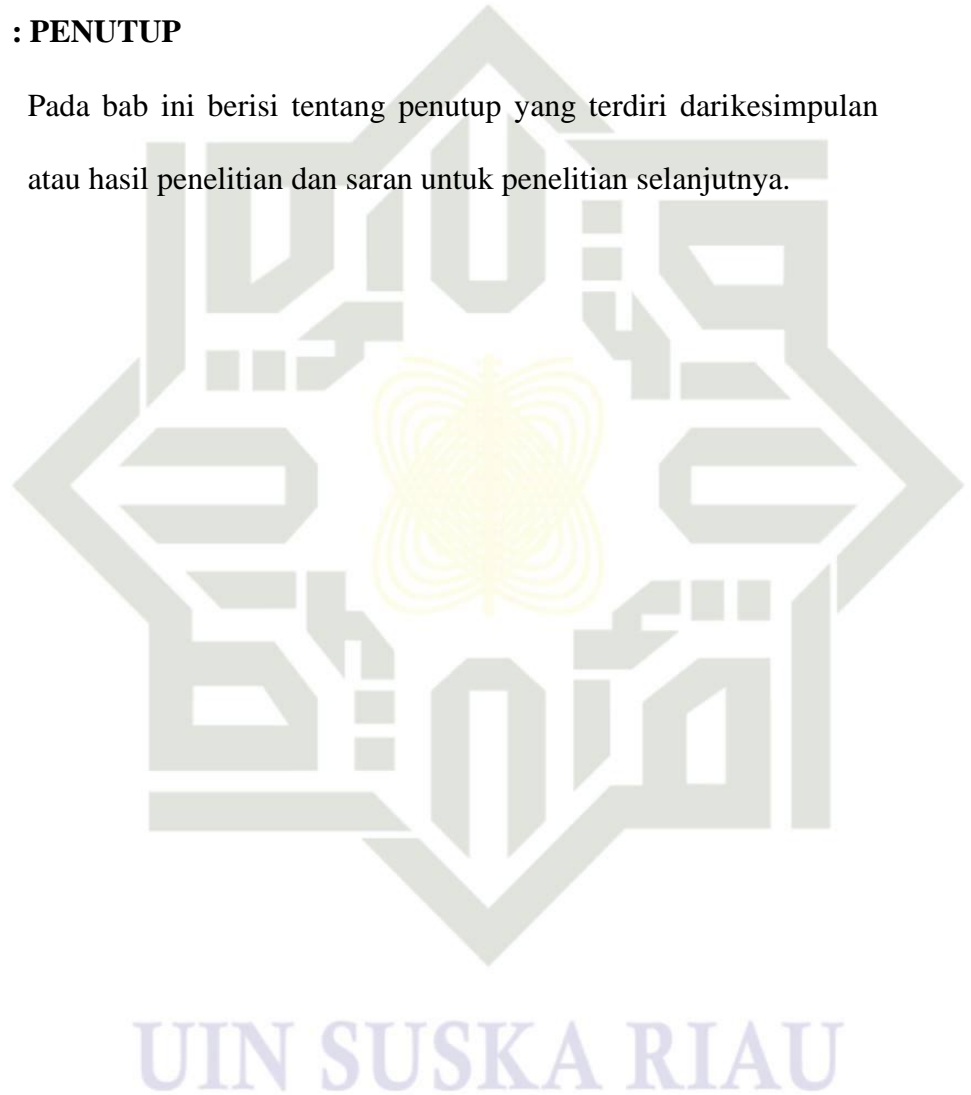 : PENUTUP
Pada bab ini berisi tentang penutup yang terdiri darikesimpulan
atau hasil penelitian dan saran untuk penelitian selanjutnya.
UIN SUSKA RIAU